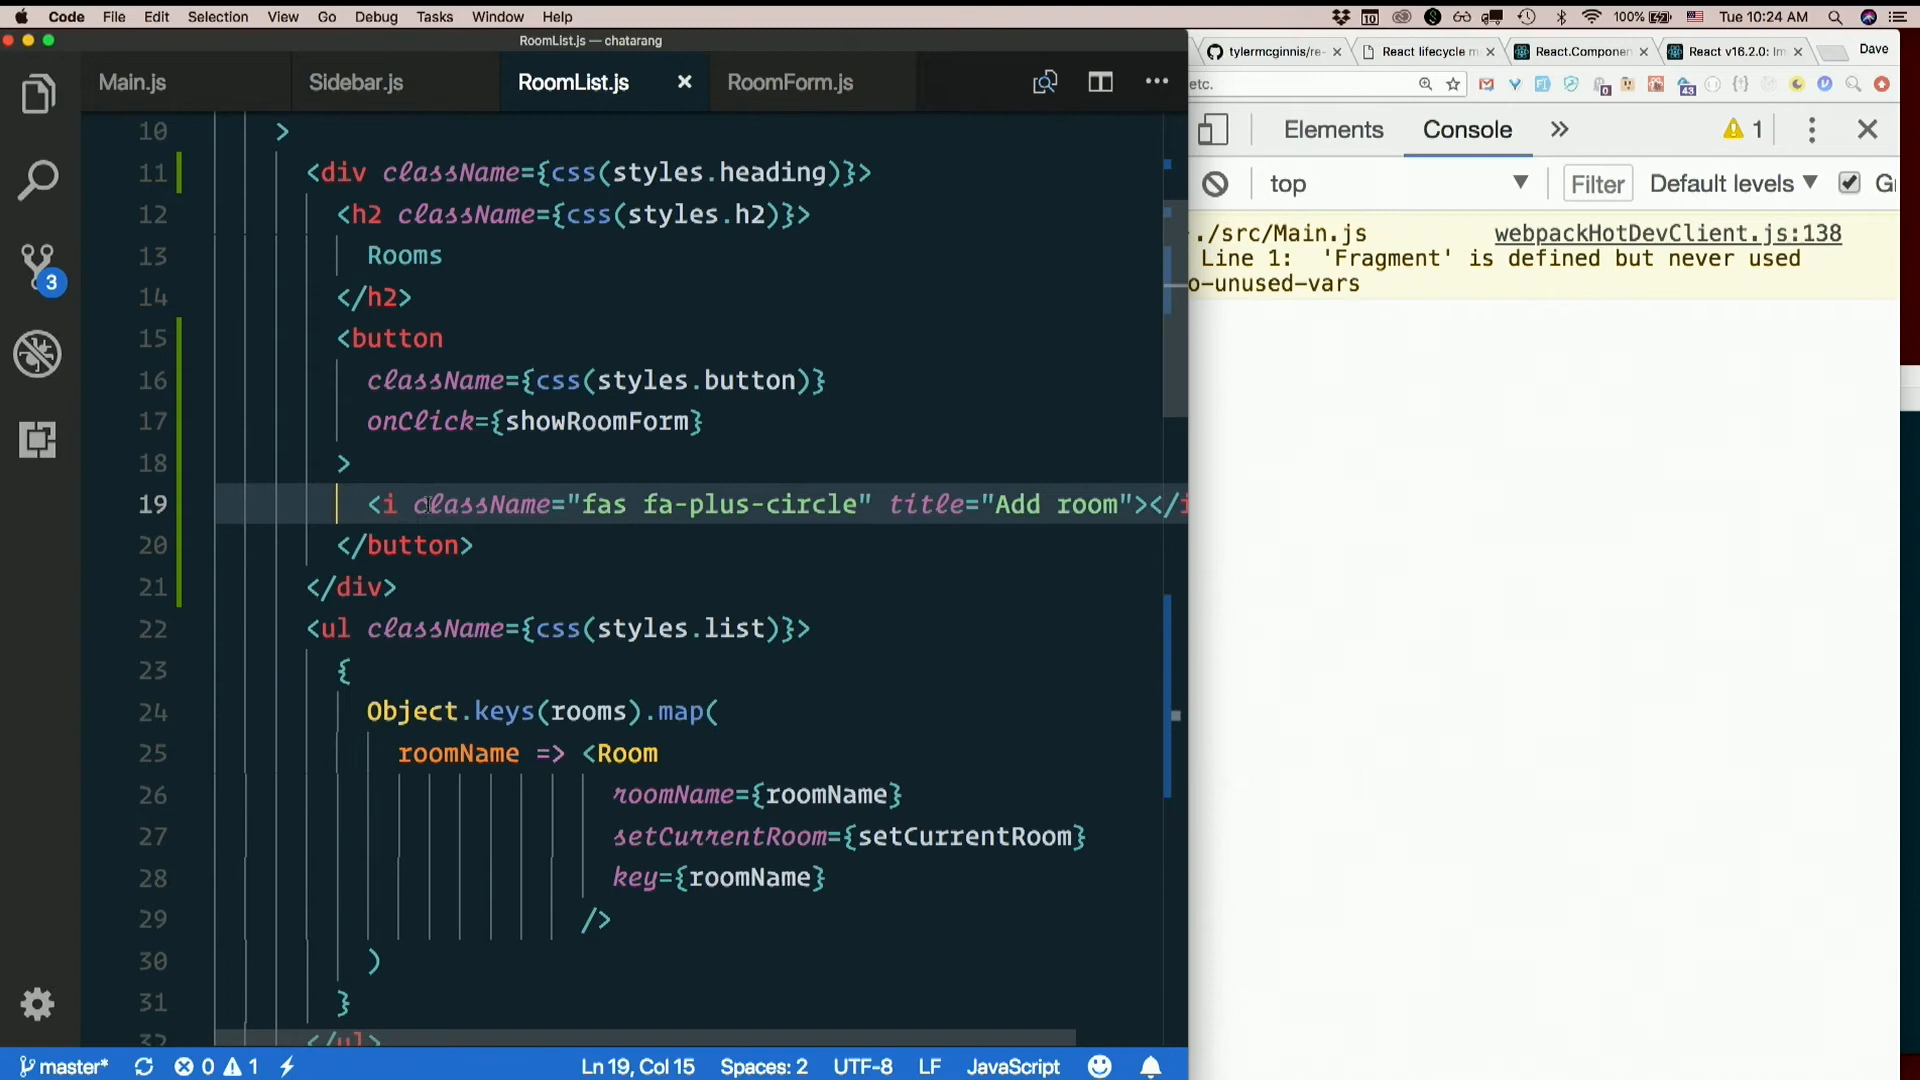 Code File Edit Selection View Go Debug Tasks Window Help
10 100% Tue 10:24 AM
RoomList.js — chatarang
Main.js Sidebar.js RoomList.js RoomForm.js
10 >
11 <div className={css(styles.heading)}>
12 <h2 className={css(styles.h2)}>
13 Rooms
14 </h2>
15 <button
16 className={css(styles.button)}
17 onClick={showRoomForm}
18 >
19 <i className="fas fa-plus-circle" title="Add room"></i
20 </button>
21 </div>
22 <ul className={css(styles.list)}>
23 {
24 Object.keys(rooms).map(
25 roomName => <Room
26 roomName={roomName}
27 setCurrentRoom={setCurrentRoom}
28 key={roomName}
29 />
30 )
31 }
32 </ul>
3
master* 0 1 Ln 19, Col 15 Spaces: 2 UTF-8 LF JavaScript
tylermcginnis/re- React lifecycle m React.Componen React v16.2.0: Im Dave
etc. 0 43
Elements Console 1
top Filter Default levels Gr
./src/Main.js webpackHotDevClient.js:138
Line 1: 'Fragment' is defined but never used
o-unused-vars